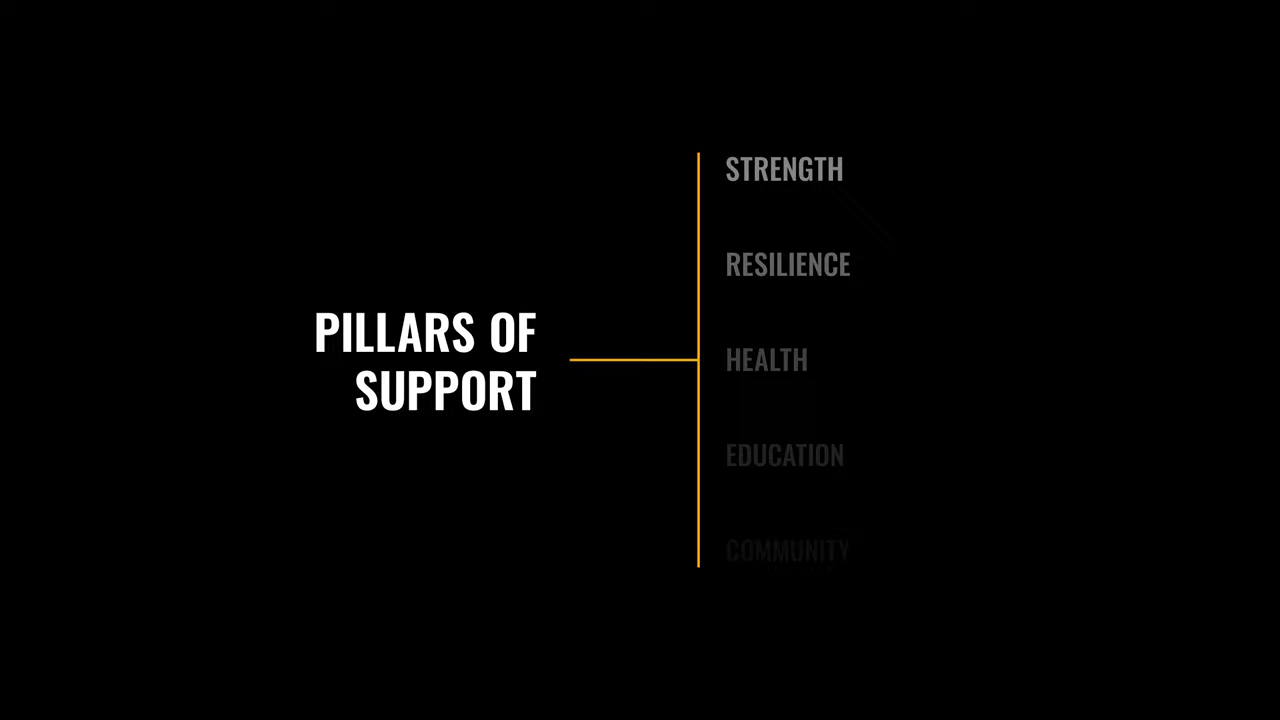 PILLARS OF
SUPPORT
STRENGTH
RESILIENCE
HEALTH
EDUCATION
COMMUNITY